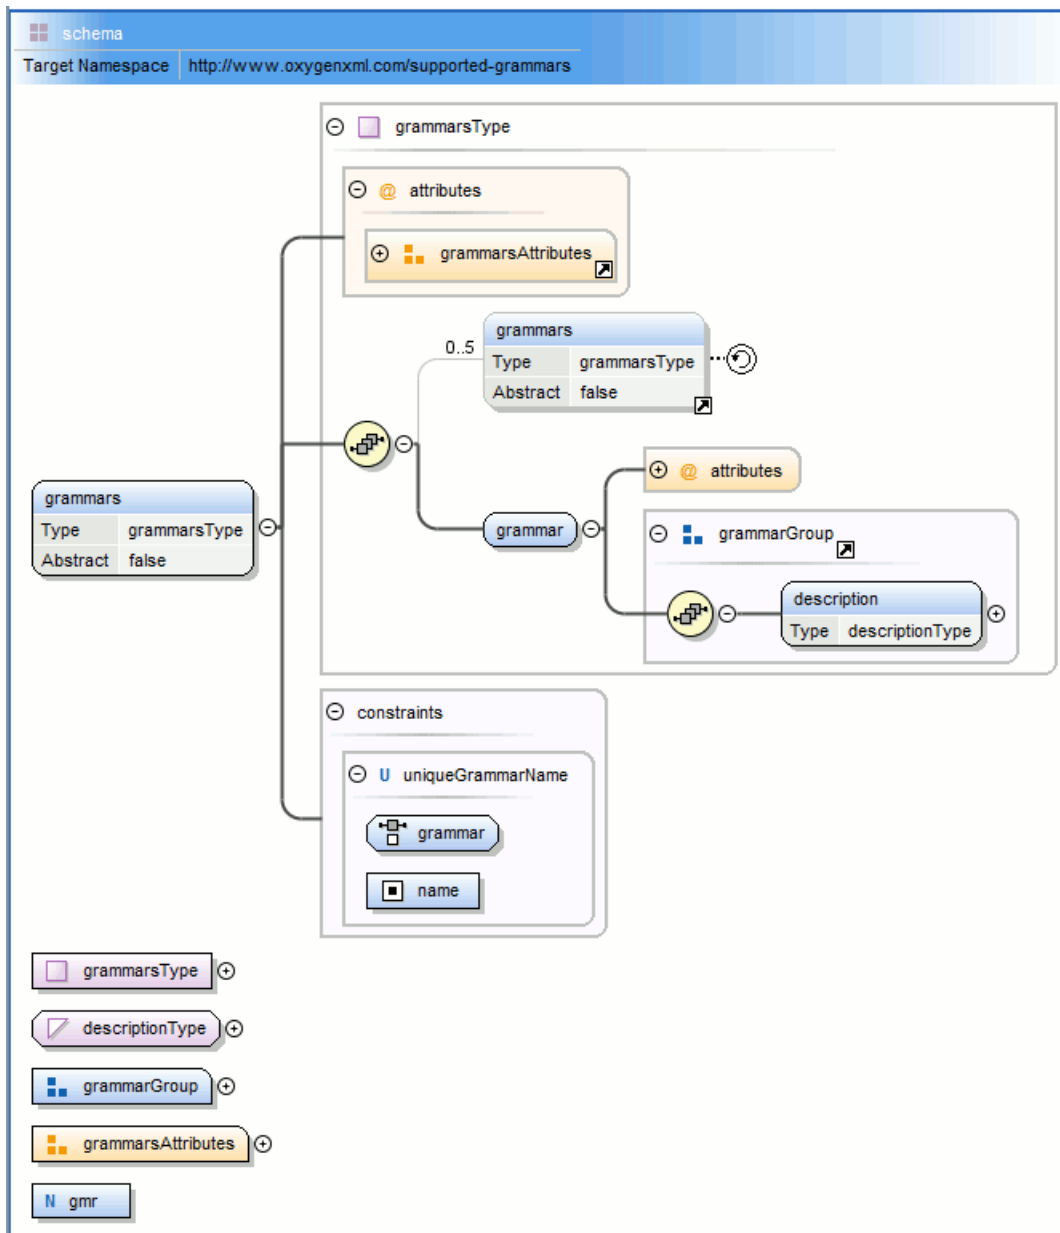 schema
Target Namespace http://www.oxygenxml.com/supported-grammars
grammarsType
@ attributes
grammarsAttributes
grammars
0..5
Type grammarsType
Abstract false
@ attributes
grammars
Type grammarsType
Abstract false
grammar
grammarGroup
description
Type descriptionType
constraints
U uniqueGrammarName
grammar
name
grammarsType
descriptionType
grammarGroup
grammarsAttributes
N gmr